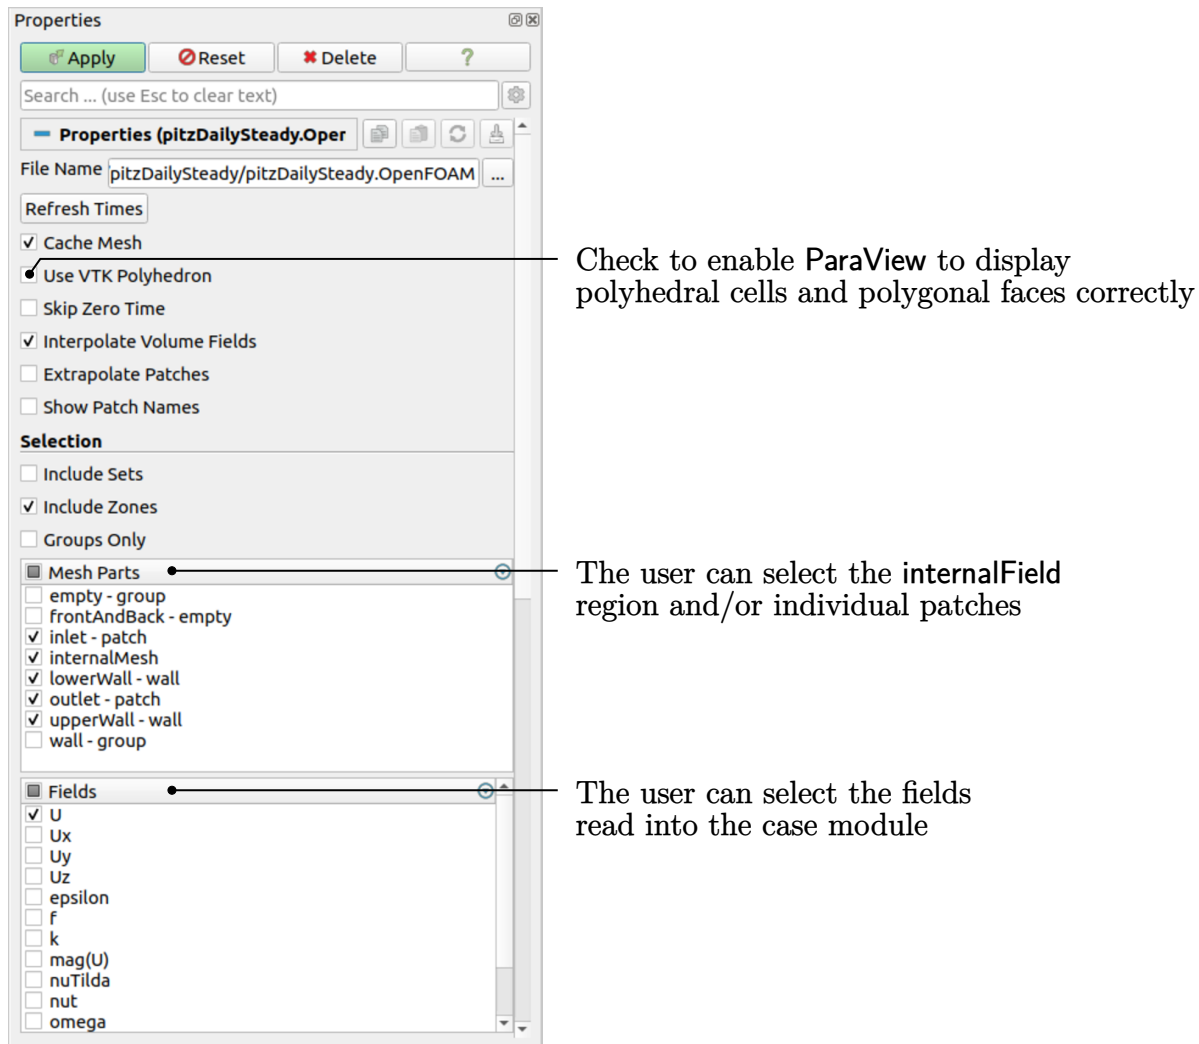 Properties
Apply
Reset
Delete
?
Search ... (use Esc to clear text)
Properties (pitzDailySteady.Oper
File Name
pitzDailySteady/pitzDailySteady.OpenFOAM
...
Refresh Times
Cache Mesh
Use VTK Polyhedron
Check to enable ParaView to display
polyhedral cells and polygonal faces correctly
Skip Zero Time
Interpolate Volume Fields
Extrapolate Patches
Show Patch Names
Selection
Include Sets
Include Zones
Groups Only
Mesh Parts
The user can select the internalField
region and/or individual patches
empty - group
frontAndBack - empty
inlet - patch
internalMesh
lowerWall - wall
outlet - patch
upperWall - wall
wall - group
Fields
The user can select the fields
read into the case module
U
Ux
Uy
Uz
epsilon
f
k
mag(U)
nuTilda
nut
omega